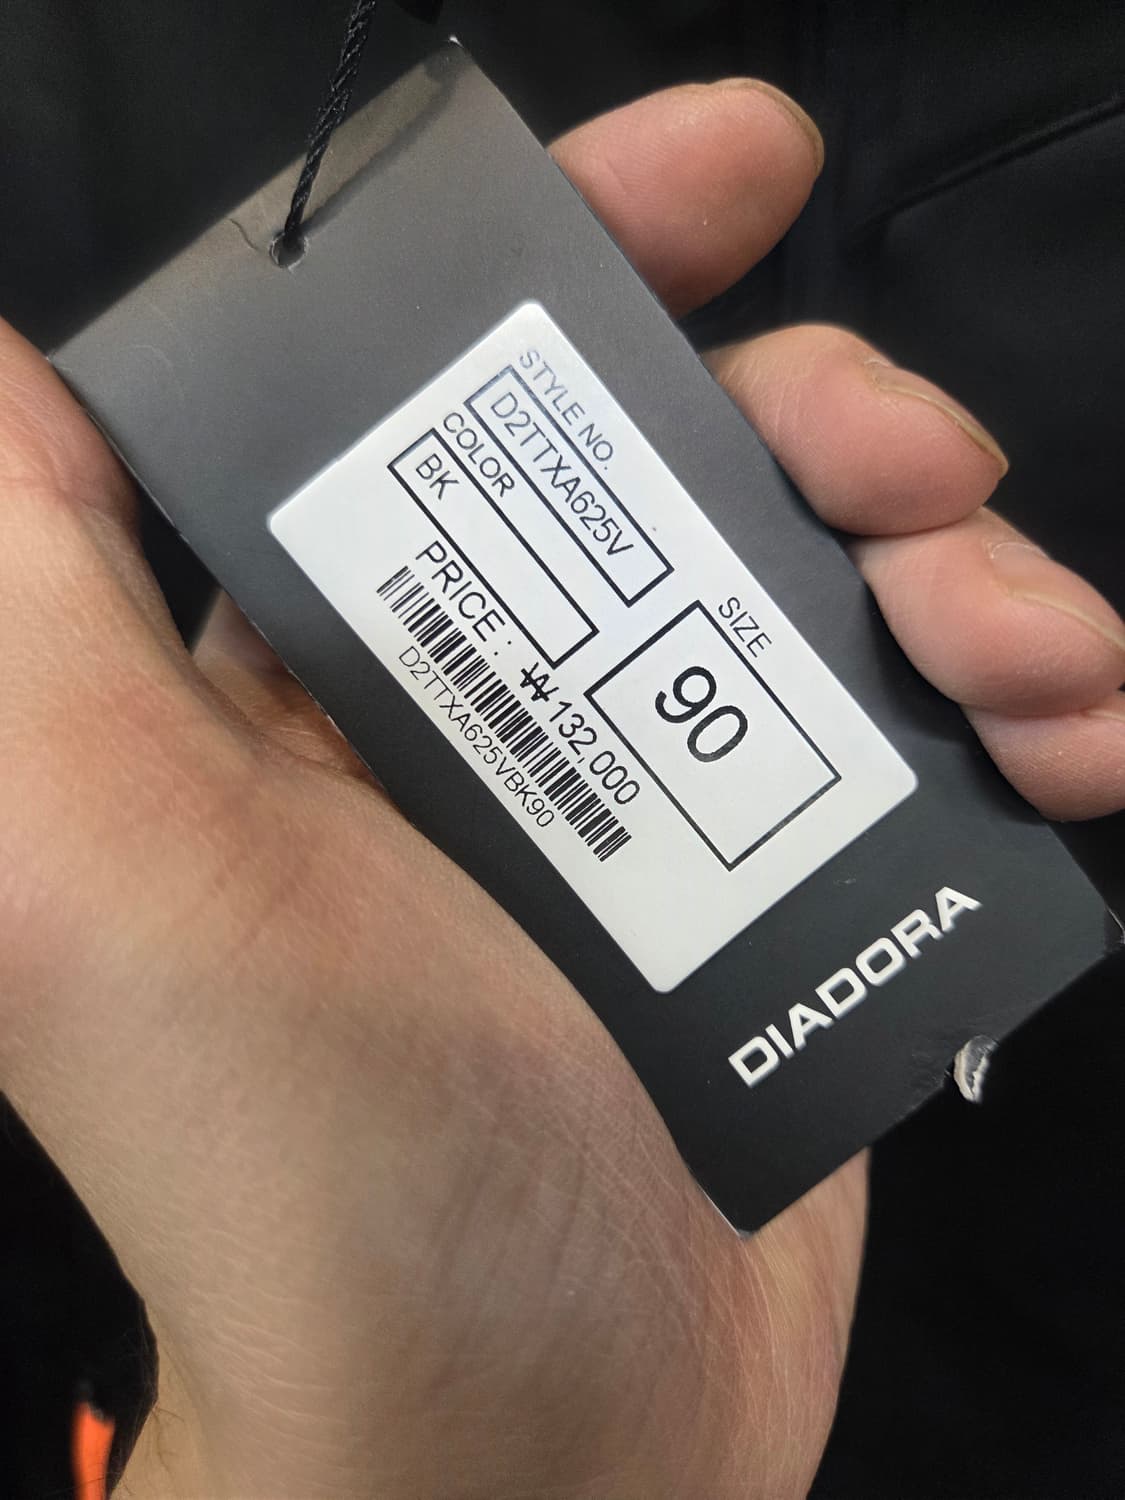 STYLE NO.
D2TTXA625V
COLOR
BK
SIZE
90
PRICE : ₩ 132,000
D2TTXA625VBK90
DIADORA